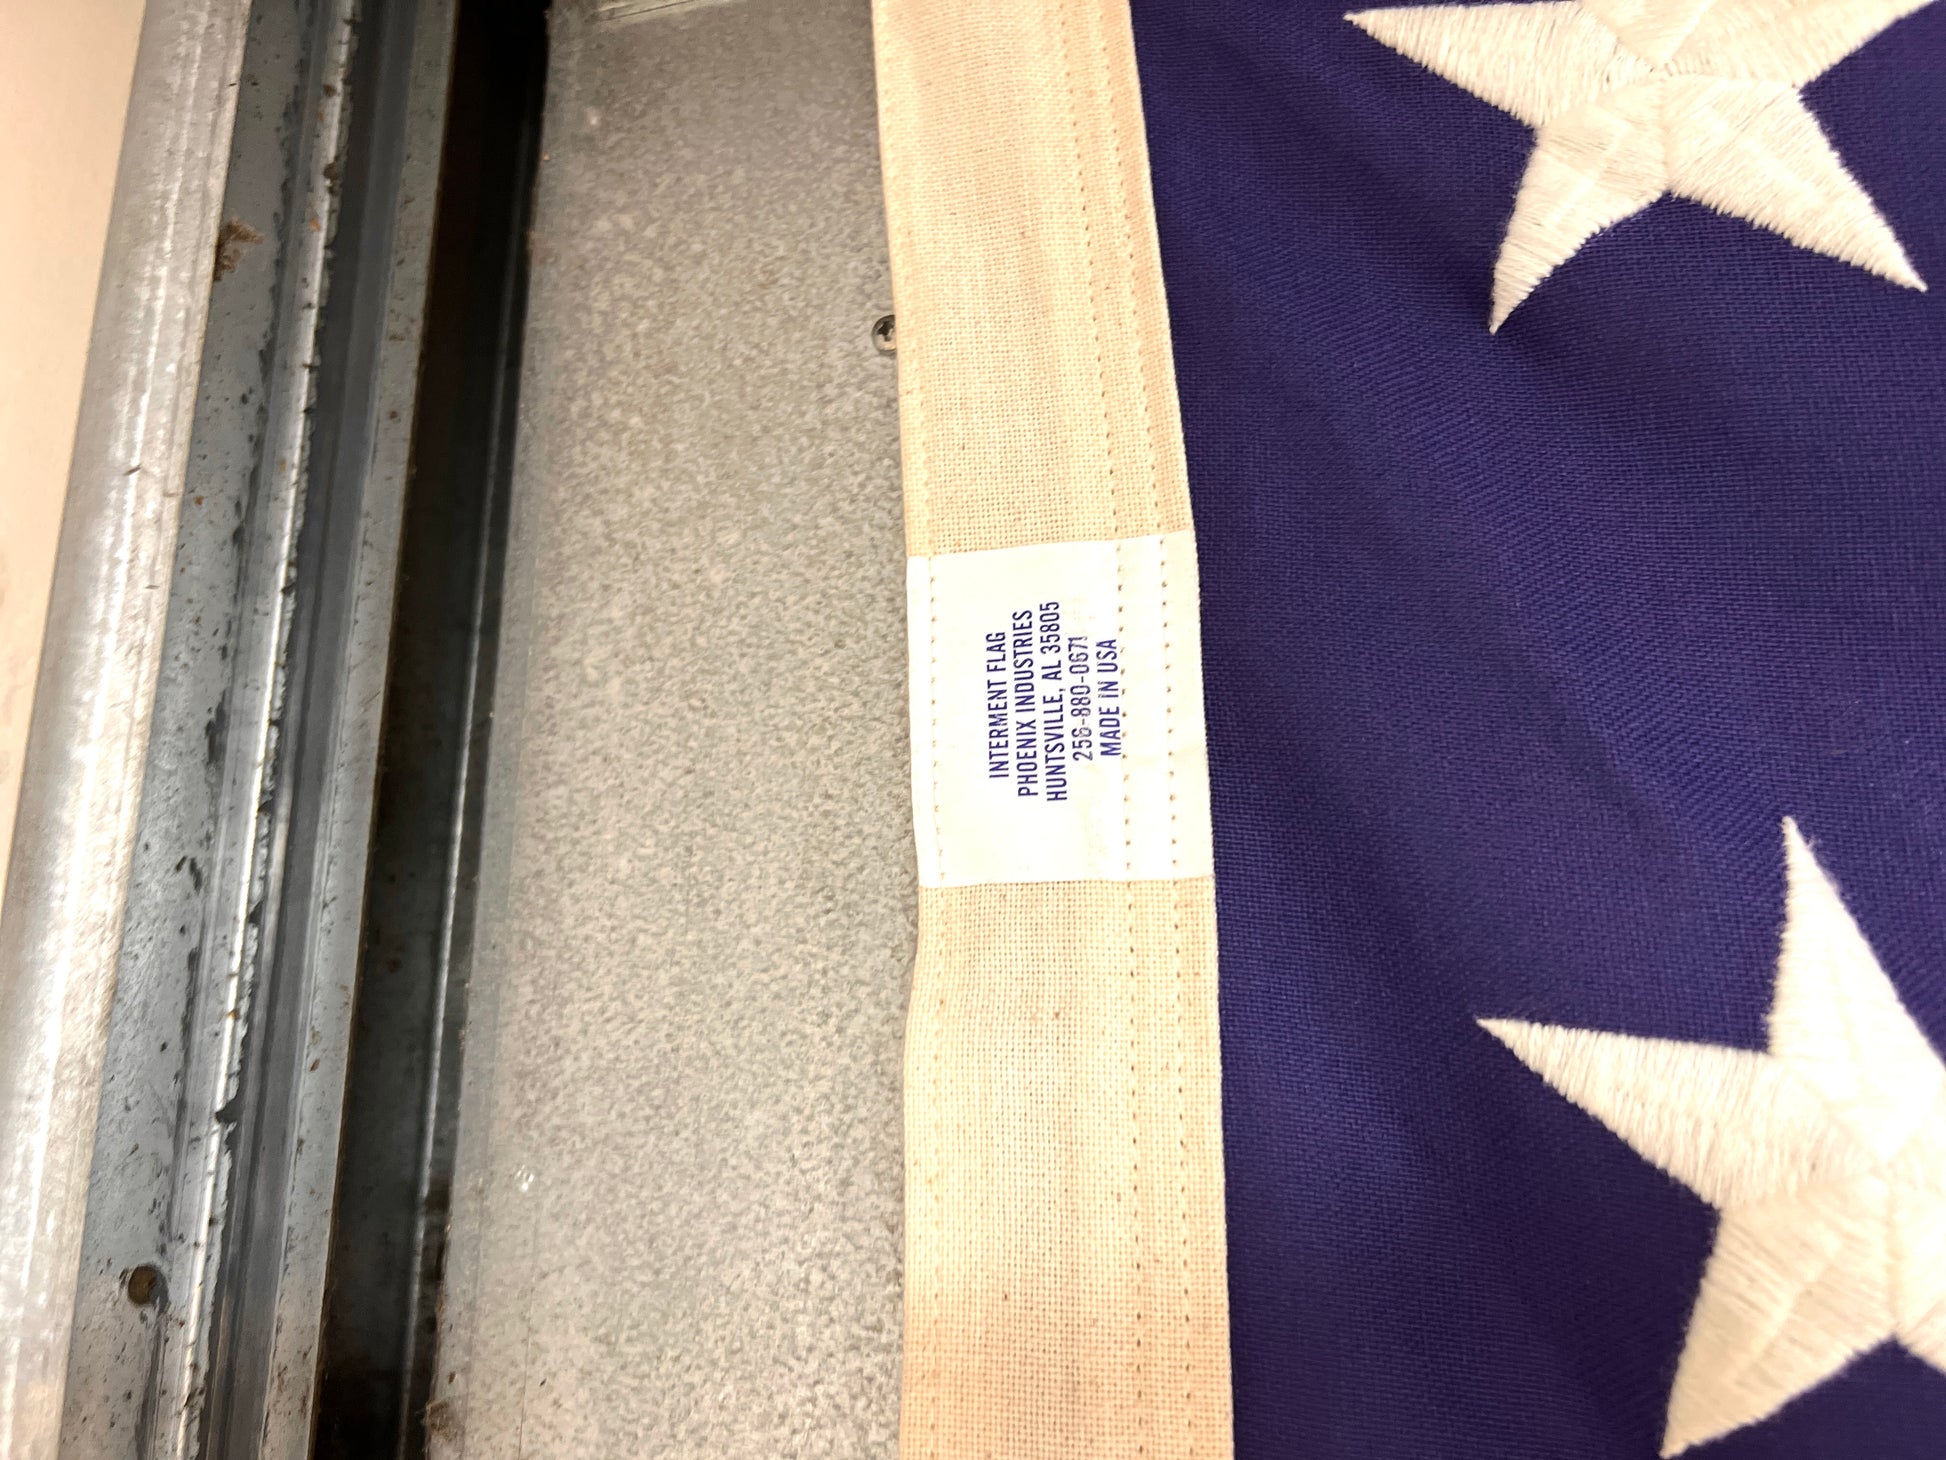 INTERMENT FLAG
PHOENIX INDUSTRIES
HUNTSVILLE, AL 35805
256-880-0671
MADE IN USA